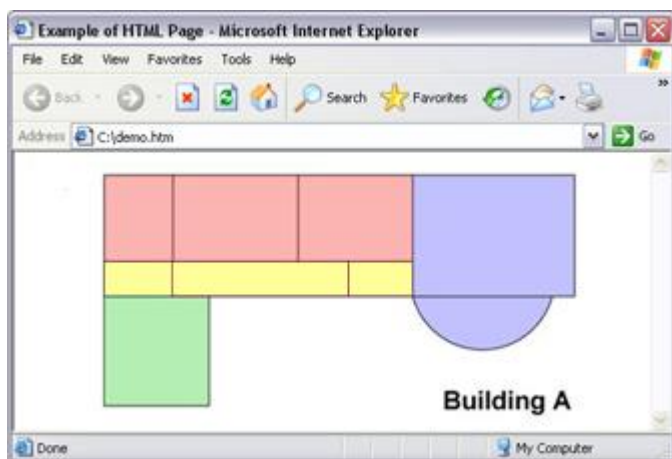 Example of HTML Page - Microsoft Internet Explorer
File Edit View Favorites Tools Help
Back Search Favorites »
Address C:\demo.htm Go
Building A
Done My Computer